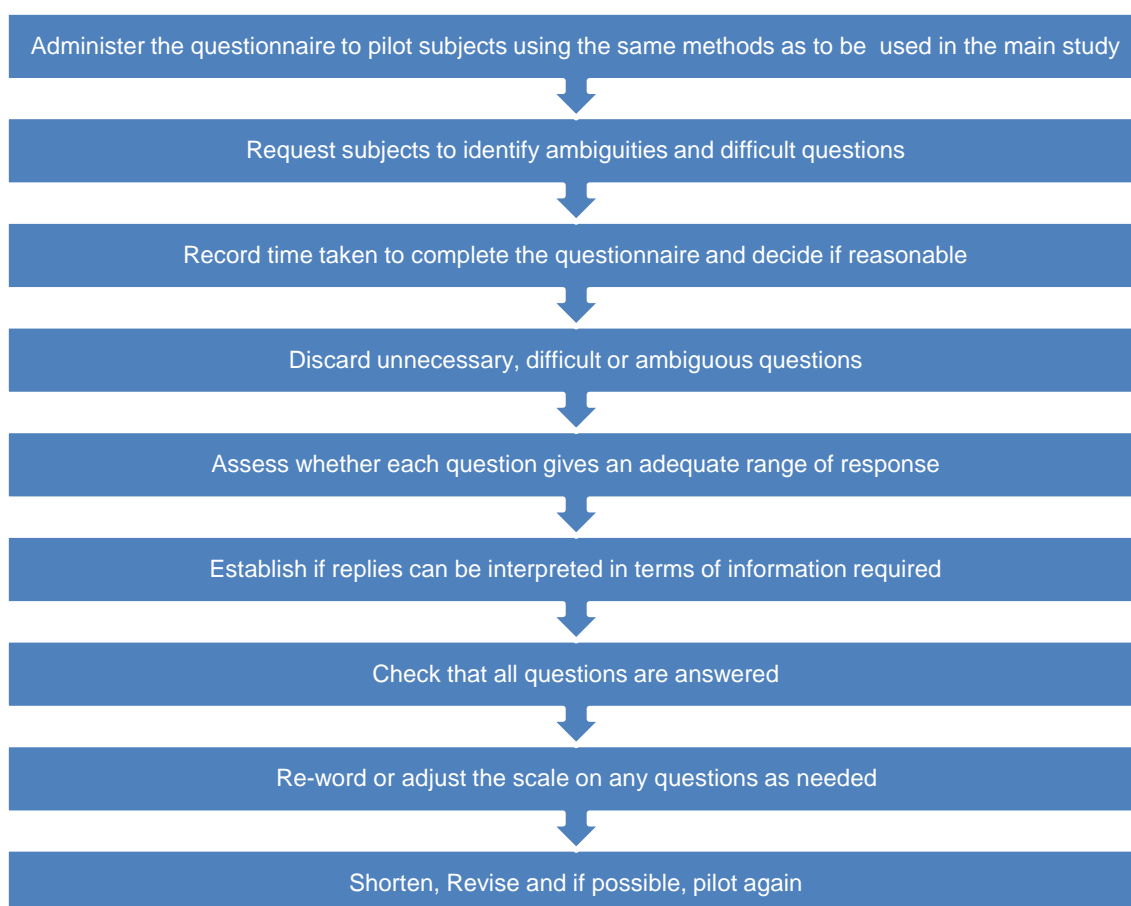 Administer the questionnaire to pilot subjects using the same methods as to be  used in the main study
Request subjects to identify ambiguities and difficult questions
Record time taken to complete the questionnaire and decide if reasonable
Discard unnecessary, difficult or ambiguous questions
Assess whether each question gives an adequate range of response
Establish if replies can be interpreted in terms of information required
Check that all questions are answered
Re-word or adjust the scale on any questions as needed
Shorten, Revise and if possible, pilot again